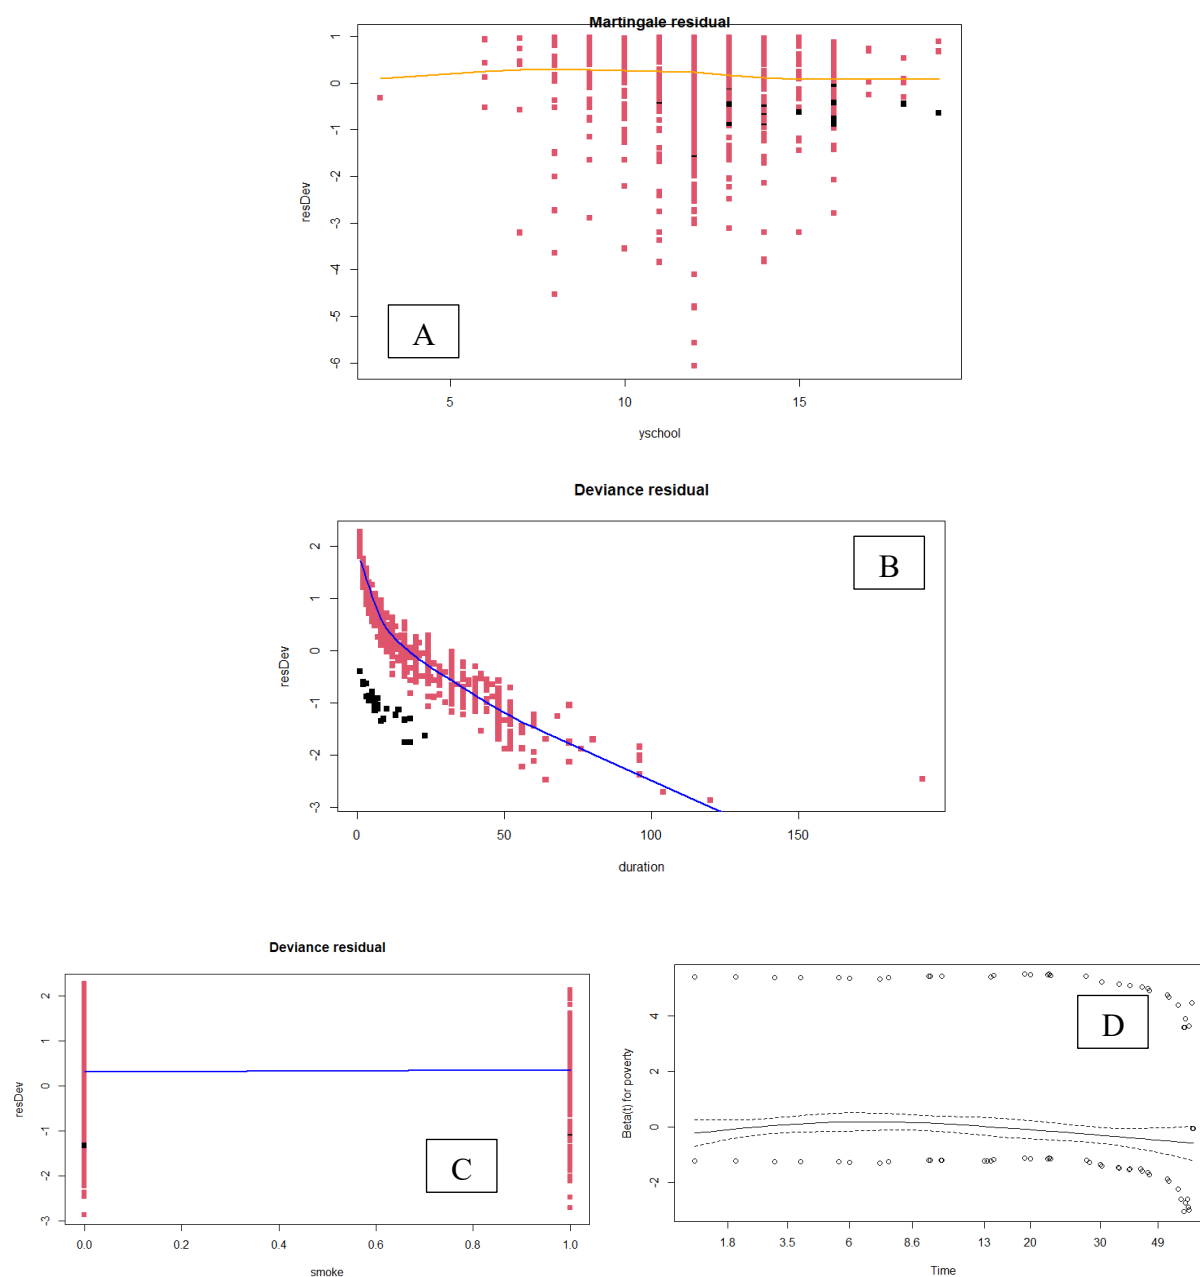 Martingale residual
resDev
1
0
-1
-2
-3
-4
-5
-6
A
5 10 15
yschool
Deviance residual
resDev
2
1
0
-1
-2
-3
B
0 50 100 150
duration
Deviance residual
resDev
2
1
0
-1
-2
-3
C
0.0 0.2 0.4 0.6 0.8 1.0
smoke
Beta(t) for poverty
4
2
0
-2
D
1.8 3.5 6 8.6 13 20 30 49
Time